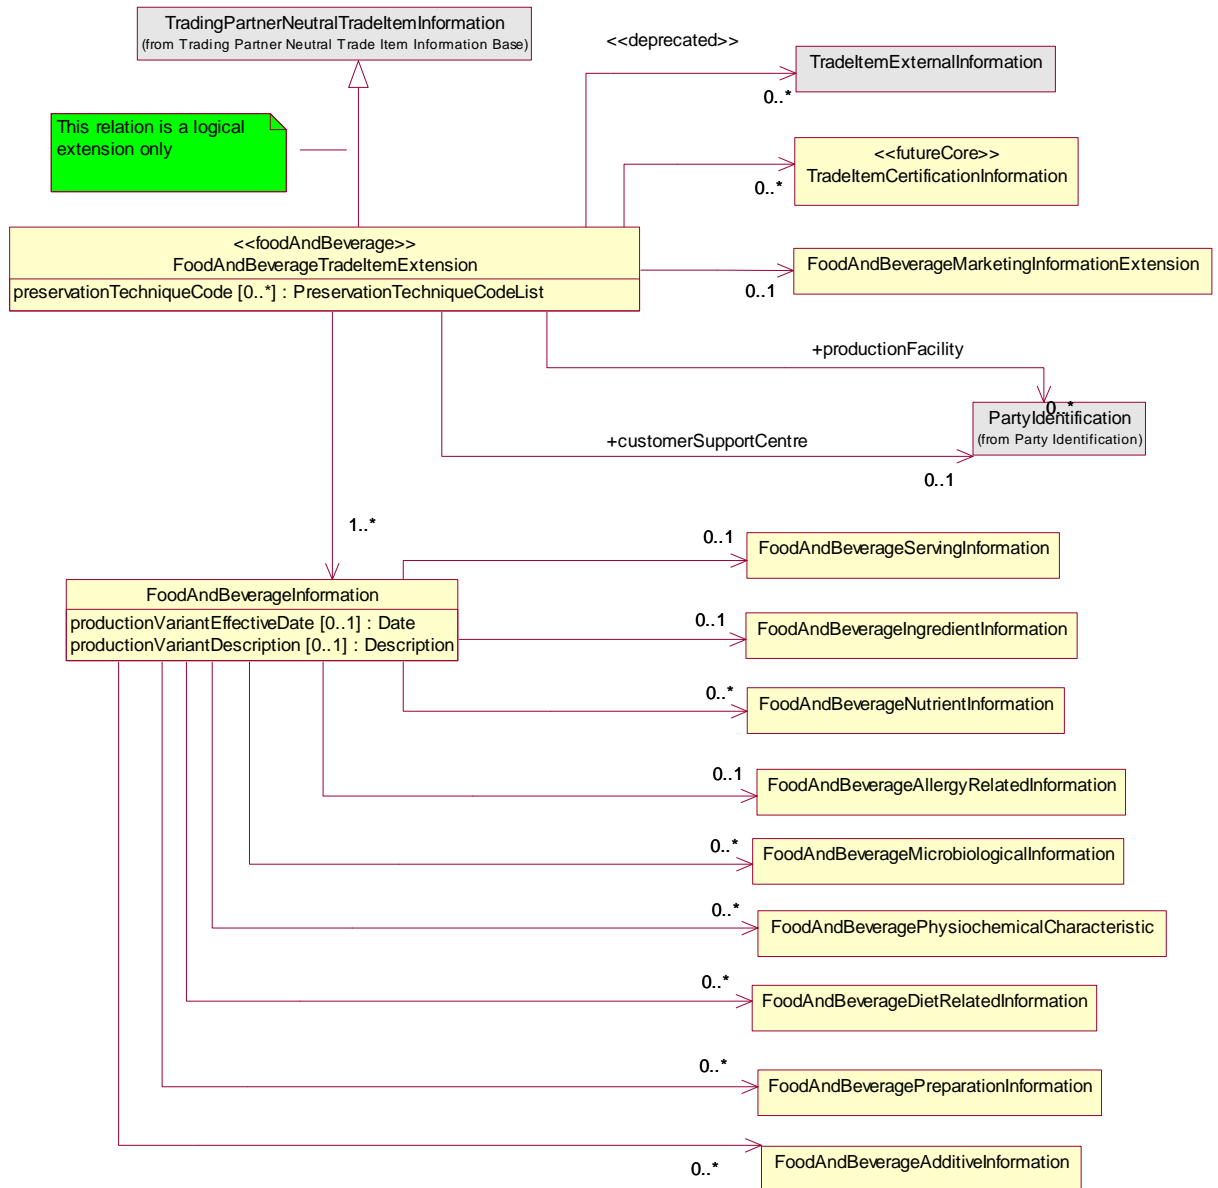 TradingPartnerNeutralTradeItemInformation
(from Trading Partner Neutral Trade Item Information Base)
<<deprecated>>
TradeItemExternalInformation
0..*
This relation is a logical
extension only
<<futureCore>>
TradeItemCertificationInformation
0..*
<<foodAndBeverage>>
FoodAndBeverageTradeItemExtension
preservationTechniqueCode [0..*] : PreservationTechniqueCodeList
FoodAndBeverageMarketingInformationExtension
0..1
+productionFacility
0..*
PartyIdentification
(from Party Identification)
+customerSupportCentre
0..1
1..*
FoodAndBeverageInformation
productionVariantEffectiveDate [0..1] : Date
productionVariantDescription [0..1] : Description
0..1
FoodAndBeverageServingInformation
0..1
FoodAndBeverageIngredientInformation
0..*
FoodAndBeverageNutrientInformation
0..1
FoodAndBeverageAllergyRelatedInformation
0..*
FoodAndBeverageMicrobiologicalInformation
0..*
FoodAndBeveragePhysiochemicalCharacteristic
0..*
FoodAndBeverageDietRelatedInformation
0..*
FoodAndBeveragePreparationInformation
0..*
FoodAndBeverageAdditiveInformation